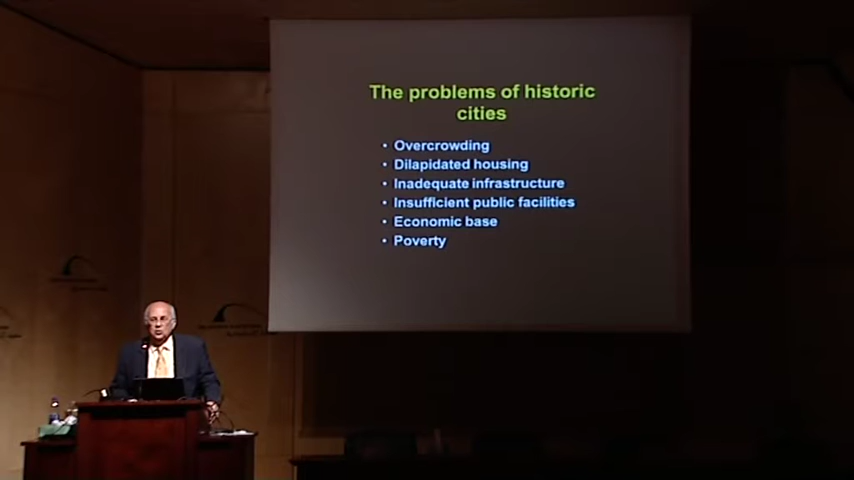 The problems of historic
cities
• Overcrowding
• Dilapidated housing
• Inadequate infrastructure
• Insufficient public facilities
• Economic base
• Poverty